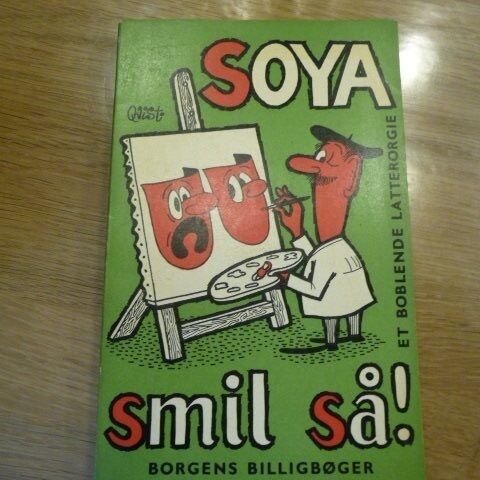 SOYA
ET BOBLENDE LATTERORGIE
smil så!
BORGENS BILLIGBØGER